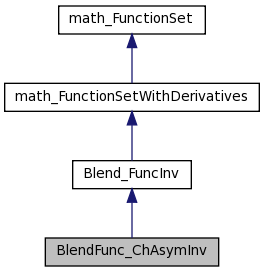 math_FunctionSet
math_FunctionSetWithDerivatives
Blend_FuncInv
BlendFunc_ChAsymInv